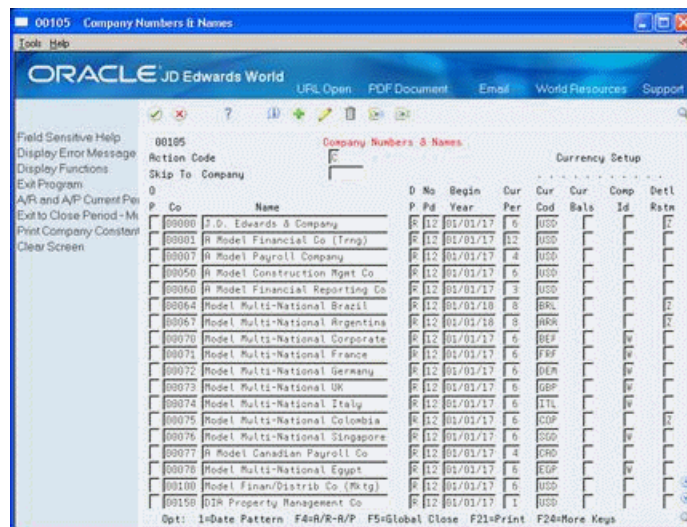 00105 Company Numbers & Names
Tools Help
ORACLE JD Edwards World
URL Open PDF Document Email World Resources Support
Field Sensitive Help
Display Error Message
Display Functions
Exit Program
A/R and A/P Current Per
Exit to Close Period - Mu
Print Company Constant
Clear Screen
00105 Company Numbers & Names
Action Code C Currency Setup
Skip To Company . . . . . . . . . .
O D No Begin Cur Cur Cur Comp Detl
P Co Name P Pd Year Per Cod Bals Id Rstm
00000 J.D. Edwards & Company R 12 01/01/17 6 USD Z
00001 A Model Financial Co (Trng) R 12 01/01/17 12 USD
00007 A Model Payroll Company R 12 01/01/17 4 USD
00050 A Model Construction Mgmt Co R 12 01/01/17 6 USD
00060 A Model Financial Reporting Co R 12 01/01/17 3 USD
00064 Model Multi-National Brazil R 12 01/01/18 8 BRL Z
00067 Model Multi-National Argentina R 12 01/01/18 8 ARA Z
00070 Model Multi-National Corporate R 12 01/01/17 6 BEF W
00071 Model Multi-National France R 12 01/01/17 6 FRF W
00072 Model Multi-National Germany R 12 01/01/17 6 DEM W
00073 Model Multi-National UK R 12 01/01/17 6 GBP W
00074 Model Multi-National Italy R 12 01/01/17 6 ITL W
00075 Model Multi-National Colombia R 12 01/01/17 6 COP Z
00076 Model Multi-National Singapore R 12 01/01/17 6 SGD W
00077 A Model Canadian Payroll Co R 12 01/01/17 4 CAD
00078 Model Multi-National Egypt R 12 01/01/17 6 EGP W
00100 Model Finan/Distrib Co (Mktg) R 12 01/01/17 6 USD
00150 DIR Property Management Co R 12 01/01/17 1 USD
Opt: 1=Date Pattern F4=A/R-A/P F5=Global Close F21=Print F24=More Keys